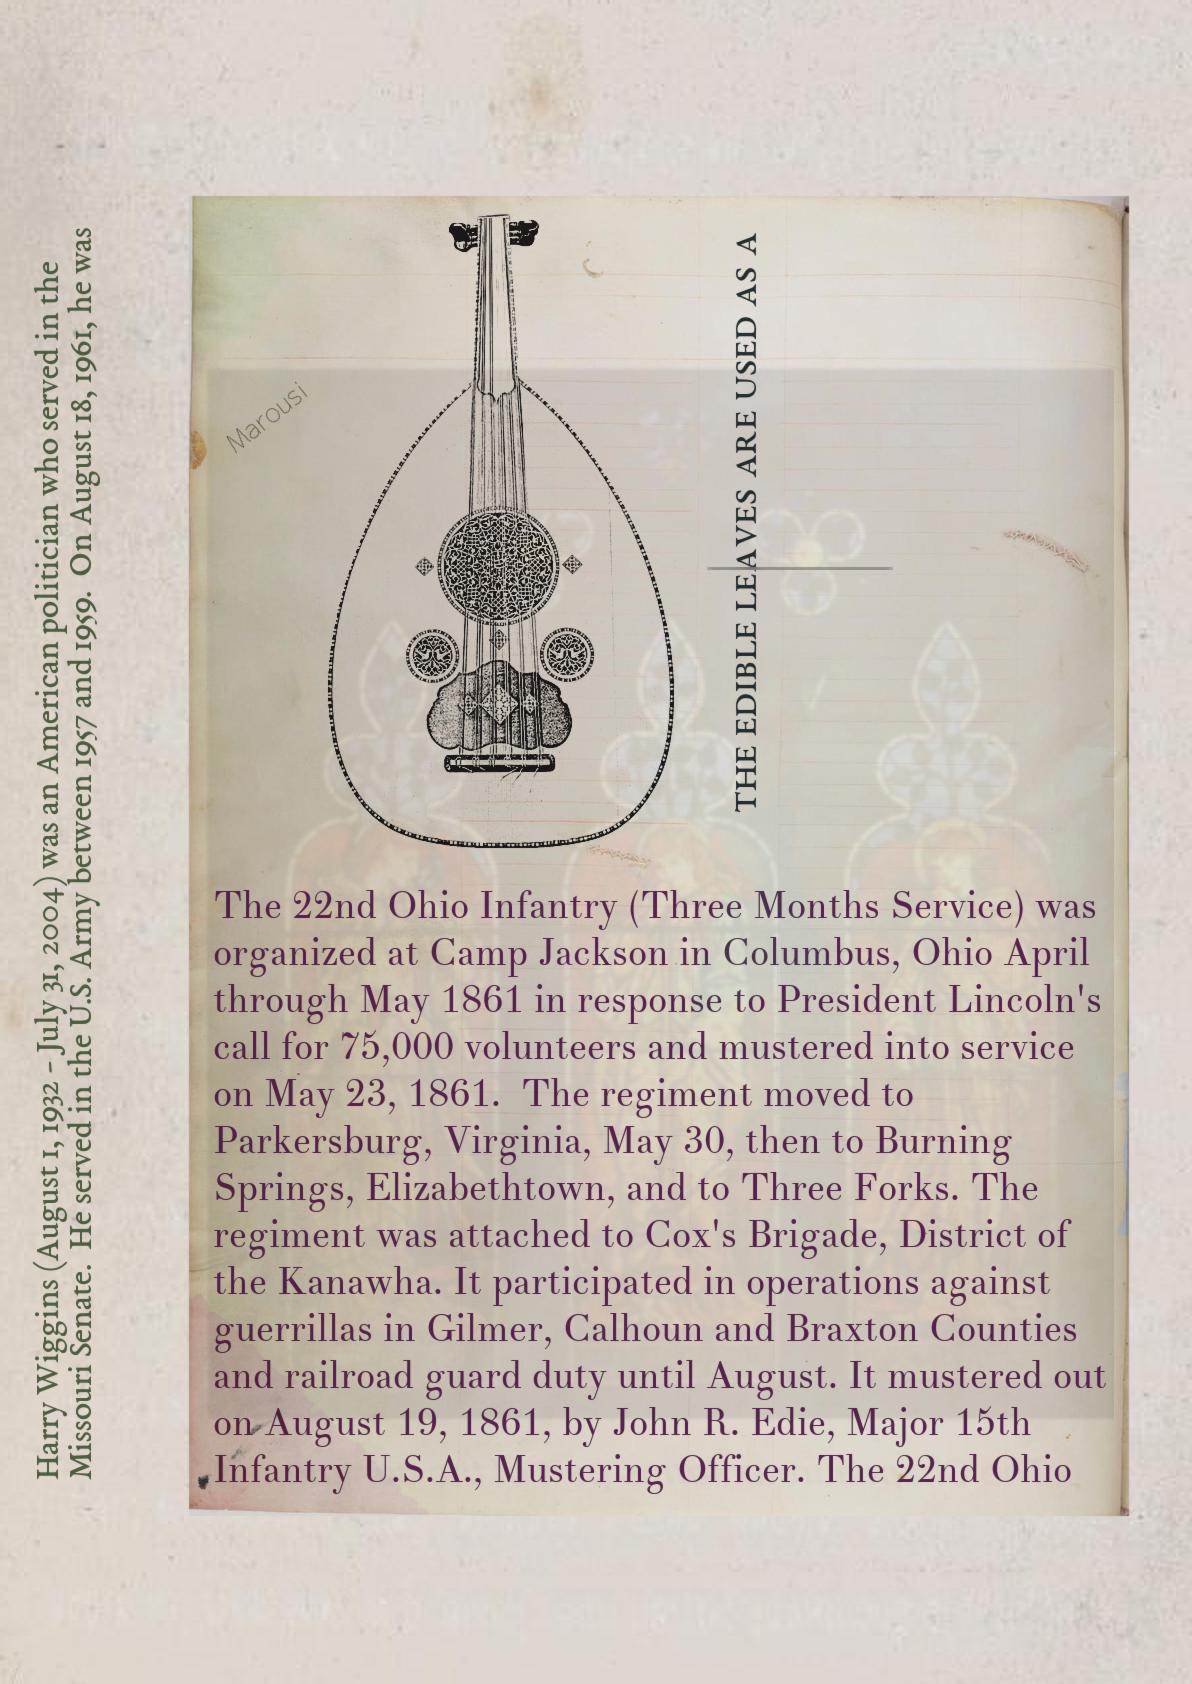 Harry Wiggins (August 1, 1932 – July 31, 2004) was an American politician who served in the
Missouri Senate.  He served in the U.S. Army between 1957 and 1959.  On August 18, 1961, he was
Marousi
THE EDIBLE LEAVES ARE USED AS A
The 22nd Ohio Infantry (Three Months Service) was
organized at Camp Jackson in Columbus, Ohio April
through May 1861 in response to President Lincoln's
call for 75,000 volunteers and mustered into service
on May 23, 1861.  The regiment moved to
Parkersburg, Virginia, May 30, then to Burning
Springs, Elizabethtown, and to Three Forks. The
regiment was attached to Cox's Brigade, District of
the Kanawha. It participated in operations against
guerrillas in Gilmer, Calhoun and Braxton Counties
and railroad guard duty until August. It mustered out
on August 19, 1861, by John R. Edie, Major 15th
Infantry U.S.A., Mustering Officer. The 22nd Ohio